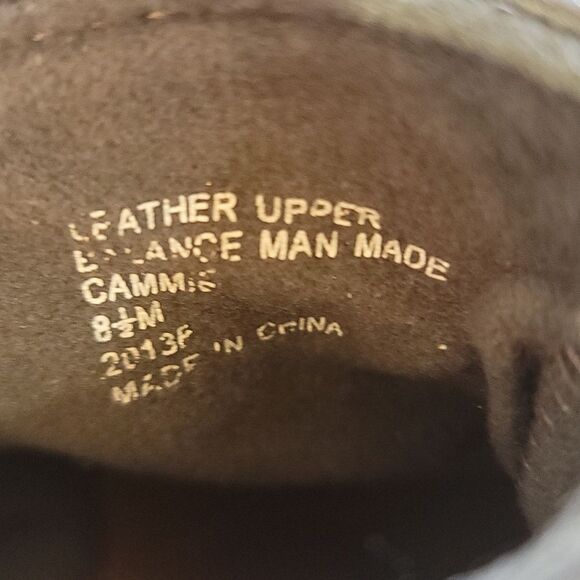 LEATHER UPPER
BALANCE MAN MADE
CAMMIE
8½M
2013F
MADE IN CHINA